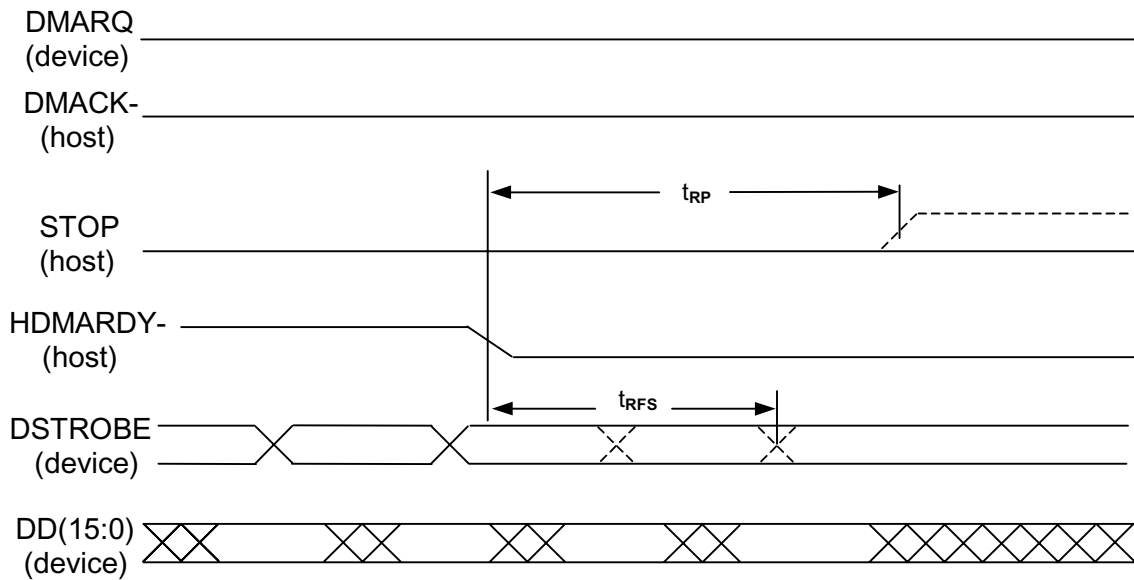 DMARQ
(device)
DMACK-
(host)
tRP
STOP
(host)
HDMARDY-
(host)
tRFS
DSTROBE
(device)
DD(15:0)
(device)